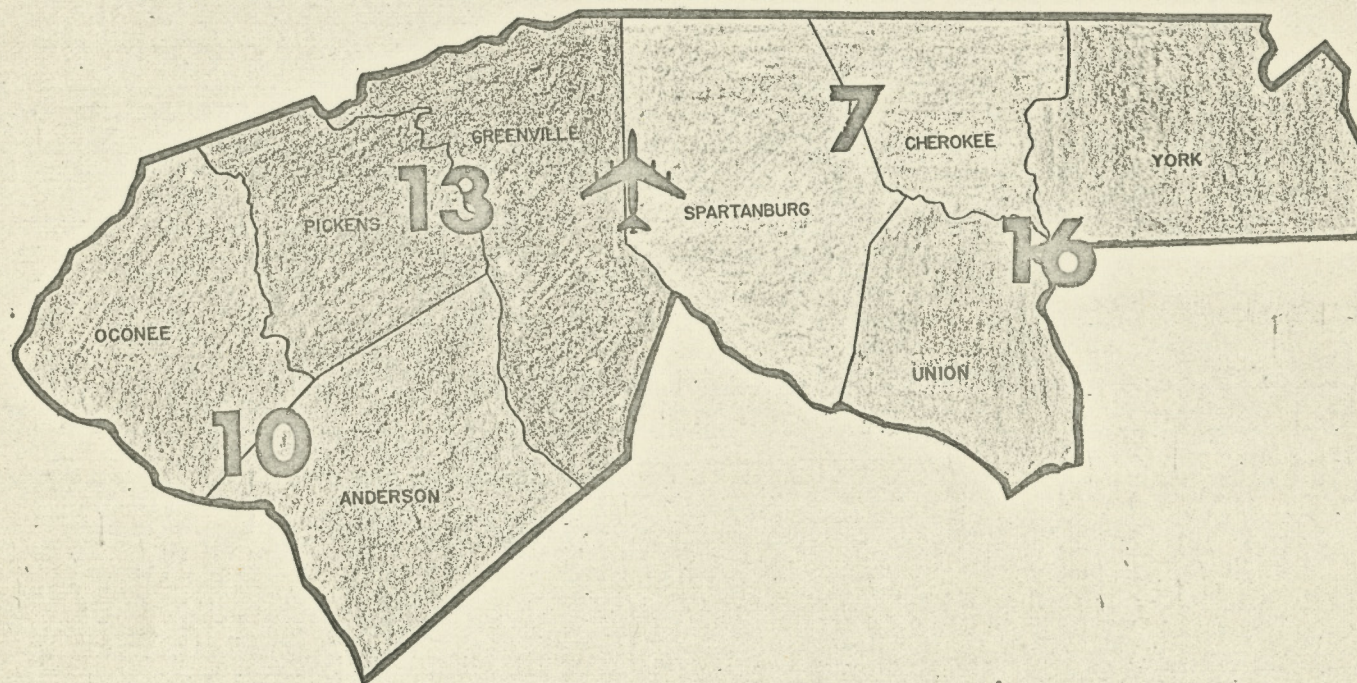 GREENVILLE
7
CHEROKEE
YORK
13
PICKENS
SPARTANBURG
16
OCONEE
UNION
10
ANDERSON